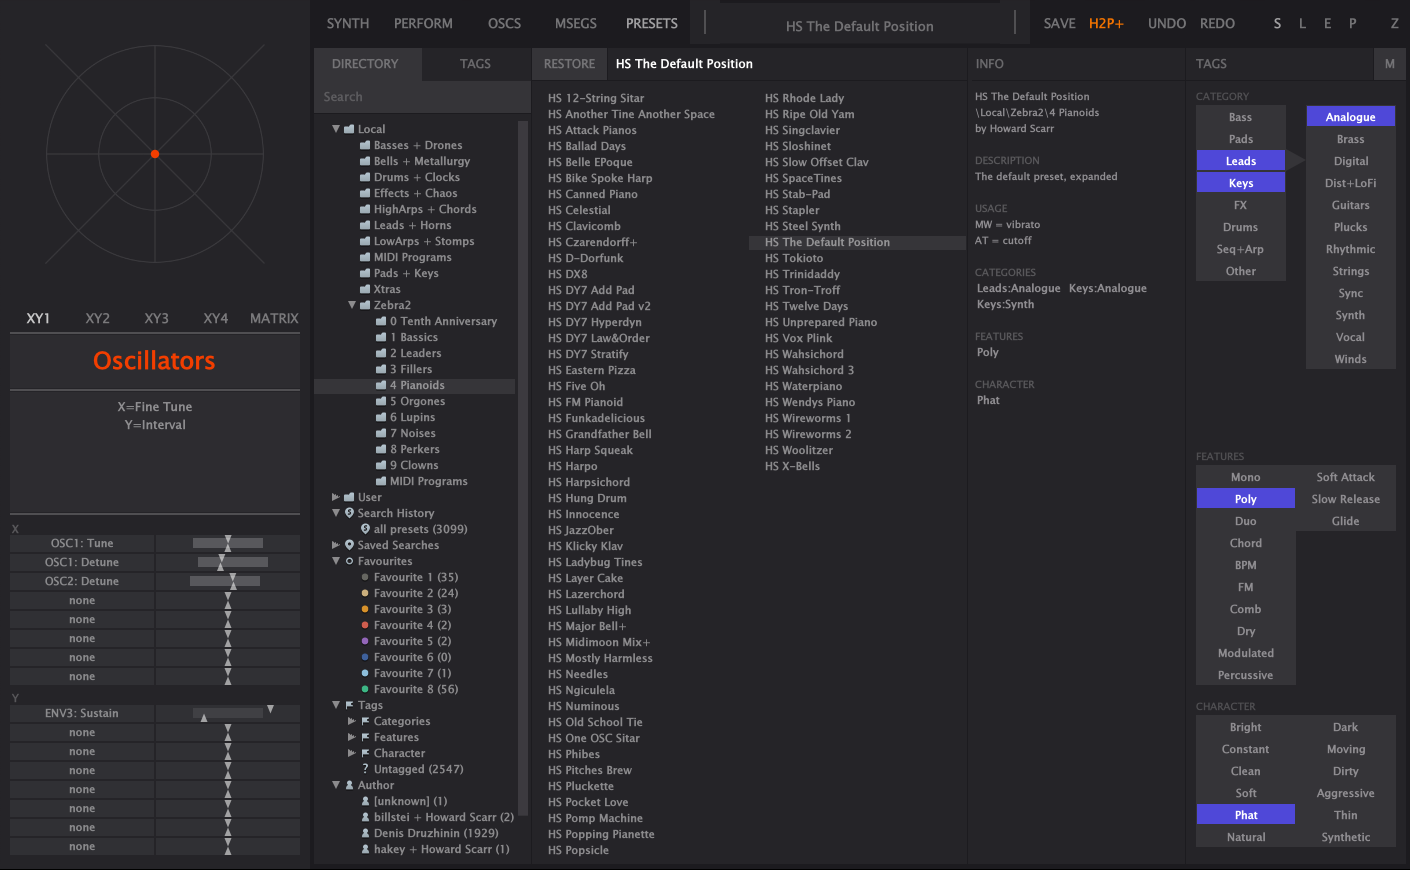 SYNTH PERFORM OSCS MSEGS PRESETS HS The Default Position SAVE H2P+ UNDO REDO S L E P Z
XY1 XY2 XY3 XY4 MATRIX
Oscillators
X=Fine Tune
Y=Interval
X
OSC1: Tune
OSC1: Detune
OSC2: Detune
none
none
none
none
none
Y
ENV3: Sustain
none
none
none
none
none
none
none
DIRECTORY TAGS
Search
Local
Basses + Drones
Bells + Metallurgy
Drums + Clocks
Effects + Chaos
HighArps + Chords
Leads + Horns
LowArps + Stomps
MIDI Programs
Pads + Keys
Xtras
Zebra2
0 Tenth Anniversary
1 Bassics
2 Leaders
3 Fillers
4 Pianoids
5 Orgones
6 Lupins
7 Noises
8 Perkers
9 Clowns
MIDI Programs
User
Search History
all presets (3099)
Saved Searches
Favourites
Favourite 1 (35)
Favourite 2 (24)
Favourite 3 (3)
Favourite 4 (2)
Favourite 5 (2)
Favourite 6 (0)
Favourite 7 (1)
Favourite 8 (56)
Tags
Categories
Features
Character
? Untagged (2547)
Author
[unknown] (1)
billstei + Howard Scarr (2)
Denis Druzhinin (1929)
hakey + Howard Scarr (1)
RESTORE HS The Default Position
HS 12-String Sitar
HS Another Tine Another Space
HS Attack Pianos
HS Ballad Days
HS Belle EPoque
HS Bike Spoke Harp
HS Canned Piano
HS Celestial
HS Clavicomb
HS Czarendorff+
HS D-Dorfunk
HS DX8
HS DY7 Add Pad
HS DY7 Add Pad v2
HS DY7 Hyperdyn
HS DY7 Law&Order
HS DY7 Stratify
HS Eastern Pizza
HS Five Oh
HS FM Pianoid
HS Funkadelicious
HS Grandfather Bell
HS Harp Squeak
HS Harpo
HS Harpsichord
HS Hung Drum
HS Innocence
HS JazzOber
HS Klicky Klav
HS Ladybug Tines
HS Layer Cake
HS Lazerchord
HS Lullaby High
HS Major Bell+
HS Midimoon Mix+
HS Mostly Harmless
HS Needles
HS Ngiculela
HS Numinous
HS Old School Tie
HS One OSC Sitar
HS Phibes
HS Pitches Brew
HS Pluckette
HS Pocket Love
HS Pomp Machine
HS Popping Pianette
HS Popsicle
HS Rhode Lady
HS Ripe Old Yam
HS Singclavier
HS Sloshinet
HS Slow Offset Clav
HS SpaceTines
HS Stab-Pad
HS Stapler
HS Steel Synth
HS The Default Position
HS Tokioto
HS Trinidaddy
HS Tron-Troff
HS Twelve Days
HS Unprepared Piano
HS Vox Plink
HS Wahsichord
HS Wahsichord 3
HS Waterpiano
HS Wendys Piano
HS Wireworms 1
HS Wireworms 2
HS Woolitzer
HS X-Bells
INFO
HS The Default Position
\Local\Zebra2\4 Pianoids
by Howard Scarr
DESCRIPTION
The default preset, expanded
USAGE
MW = vibrato
AT = cutoff
CATEGORIES
Leads:Analogue Keys:Analogue
Keys:Synth
FEATURES
Poly
CHARACTER
Phat
TAGS M
CATEGORY
Bass
Pads
Leads
Keys
FX
Drums
Seq+Arp
Other
Analogue
Brass
Digital
Dist+LoFi
Guitars
Plucks
Rhythmic
Strings
Sync
Synth
Vocal
Winds
FEATURES
Mono Soft Attack
Poly Slow Release
Duo Glide
Chord
BPM
FM
Comb
Dry
Modulated
Percussive
CHARACTER
Bright Dark
Constant Moving
Clean Dirty
Soft Aggressive
Phat Thin
Natural Synthetic